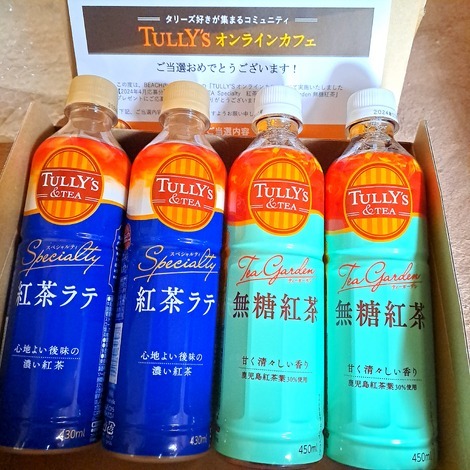 タリーズ好きが集まるコミュニティ
TULLY'S オンラインカフェ
ご当選おめでとうございます!
この度は、
TULLY'S
& TEA
スペシャルティ
Specialty
紅茶ラテ
心地よい後味の
濃い紅茶
430ml
TULLY'S
& TEA
スペシャルティ
Specialty
紅茶ラテ
心地よい後味の
濃い紅茶
430ml
TULLY'S
& TEA
Tea Garden
ティーガーデン
無糖紅茶
甘く清々しい香り
鹿児島紅茶葉30%使用
450ml
TULLY'S
& TEA
Tea Garden
ティーガーデン
無糖紅茶
甘く清々しい香り
鹿児島紅茶葉30%使用
450ml